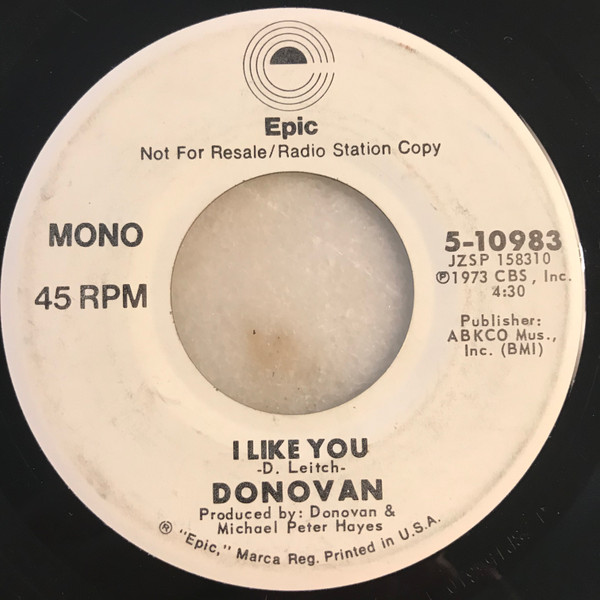 Epic
Not For Resale/Radio Station Copy
MONO
45 RPM
5-10983
JZSP 158310
℗1973 CBS, Inc.
4:30
Publisher:
ABKCO Mus.,
Inc. (BMI)
I LIKE YOU
-D. Leitch-
DONOVAN
Produced by: Donovan &
Michael Peter Hayes
® "Epic," Marca Reg. Printed in U.S.A.